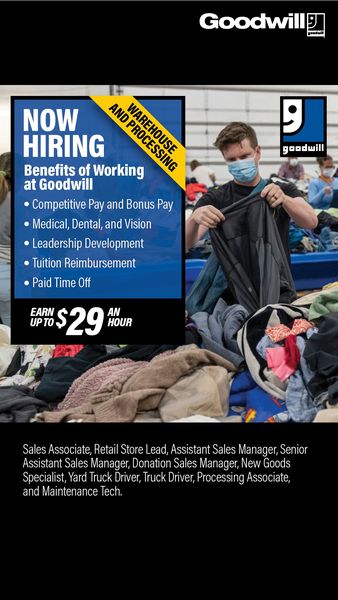 Goodwill
goodwill
WAREHOUSE
AND PROCESSING
NOW
HIRING
goodwill
Benefits of Working
at Goodwill
• Competitive Pay and Bonus Pay
• Medical, Dental, and Vision
• Leadership Development
• Tuition Reimbursement
• Paid Time Off
EARN
UP TO $29 AN
HOUR
Sales Associate, Retail Store Lead, Assistant Sales Manager, Senior
Assistant Sales Manager, Donation Sales Manager, New Goods
Specialist, Yard Truck Driver, Truck Driver, Processing Associate,
and Maintenance Tech.